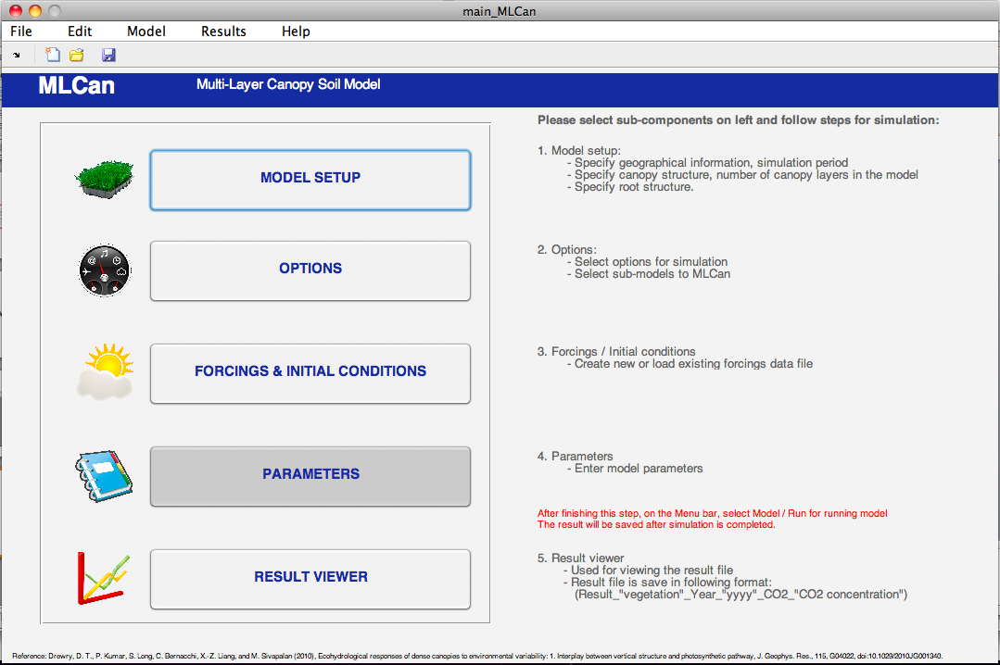 main_MLCan
File Edit Model Results Help
MLCan Multi-Layer Canopy Soil Model
Please select sub-components on left and follow steps for simulation:
MODEL SETUP
OPTIONS
FORCINGS & INITIAL CONDITIONS
PARAMETERS
RESULT VIEWER
1. Model setup:
- Specify geographical information, simulation period
- Specify canopy structure, number of canopy layers in the model
- Specify root structure.
2. Options:
- Select options for simulation
- Select sub-models to MLCan
3. Forcings / Initial conditions
- Create new or load existing forcings data file
4. Parameters
- Enter model parameters
After finishing this step, on the Menu bar, select Model / Run for running model
The result will be saved after simulation is completed.
5. Result viewer
- Used for viewing the result file
- Result file is save in following format:
(Result_"vegetation"_Year_"yyyy"_CO2_"CO2 concentration")
Reference: Drewry, D. T., P. Kumar, S. Long, C. Bernacchi, X.-Z. Liang, and M. Sivapalan (2010), Ecohydrological responses of dense canopies to environmental variability: 1. Interplay between vertical structure and photosynthetic pathway, J. Geophys. Res., 115, G04022, doi:10.1029/2010JG001340.